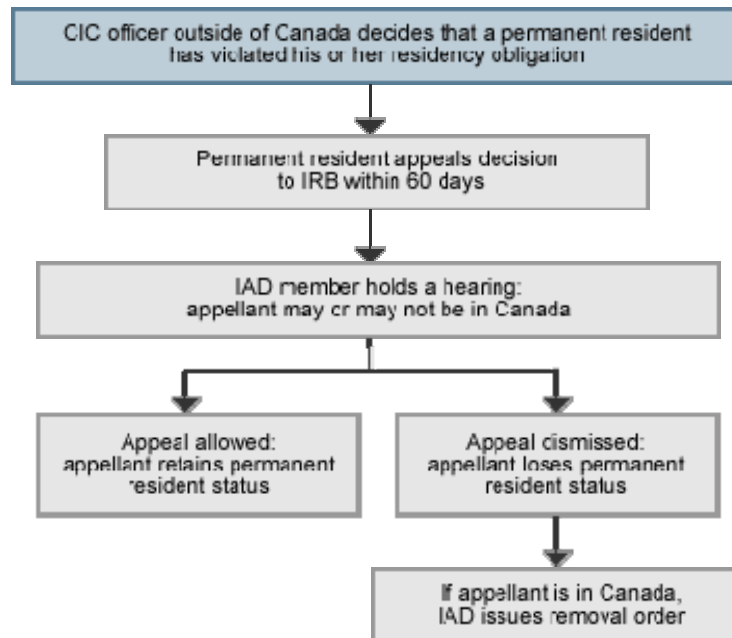 CIC officer outside of Canada decides that a permanent resident
has violated his or her residency obligation
Permanent resident appeals decision
to IRB within 60 days
IAD member holds a hearing:
appellant may or may not be in Canada
Appeal allowed:
appellant retains permanent
resident status
Appeal dismissed:
appellant loses permanent
resident status
If appellant is in Canada,
IAD issues removal order